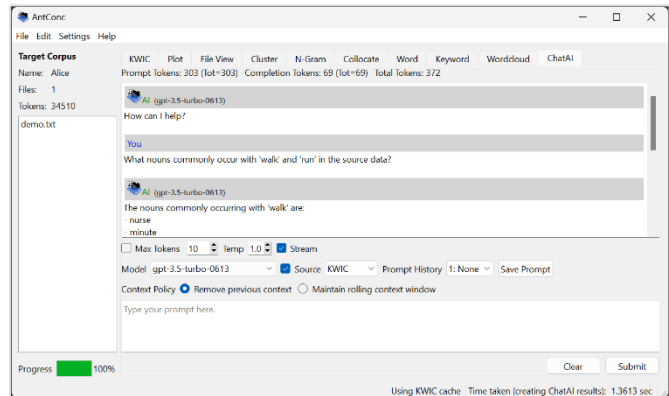 AntConc
File Edit Settings Help
Target Corpus
Name: Alice
Files: 1
Tokens: 34510
demo.txt
KWIC Plot File View Cluster N-Gram Collocate Word Keyword Wordcloud ChatAI
Prompt Tokens: 303 (Tot=303) Completion Tokens: 69 (Tot=69) Total Tokens: 372
AI (gpt-3.5-turbo-0613)
How can I help?
You
What nouns commonly occur with 'walk' and 'run' in the source data?
AI (gpt-3.5-turbo-0613)
The nouns commonly occurring with 'walk' are:
- nurse
- minute
Max Tokens 10 Temp 1.0 Stream
Model gpt-3.5-turbo-0613 Source KWIC Prompt History 1: None Save Prompt
Context Policy Remove previous context Maintain rolling context window
Type your prompt here.
Progress 100%
Clear Submit
Using KWIC cache Time taken (creating ChatAI results): 1.3613 sec